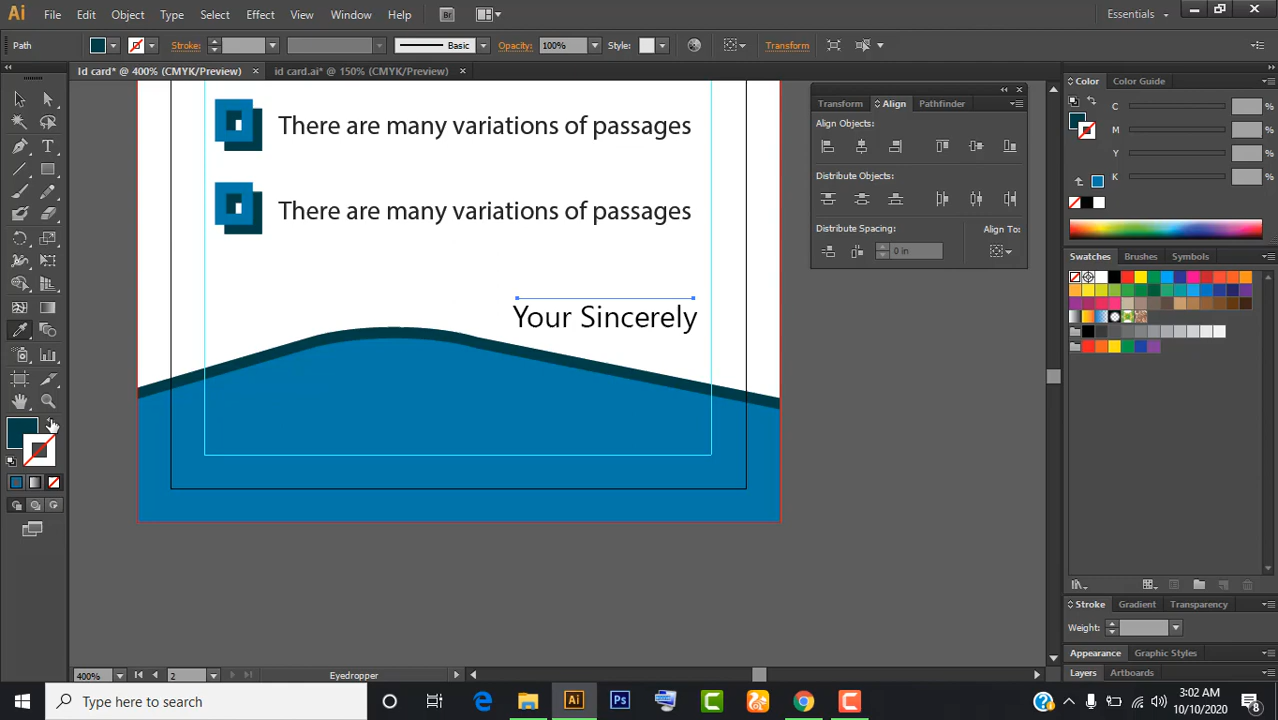 Ai File Edit Object Type Select Effect View Window Help Br Essentials
Path Stroke: Basic Opacity: 100% Style: Transform
Id card* @ 400% (CMYK/Preview) id card.ai* @ 150% (CMYK/Preview)
Transform Align Pathfinder
Align Objects:
Distribute Objects:
Distribute Spacing: Align To:
0 in
Color Color Guide
C %
M %
Y %
K %
Swatches Brushes Symbols
Stroke Gradient Transparency
Weight:
Appearance Graphic Styles
Layers Artboards
There are many variations of passages
There are many variations of passages
Your Sincerely
400% 2 Eyedropper
Type here to search
Ai Ps
3:02 AM
10/10/2020
8